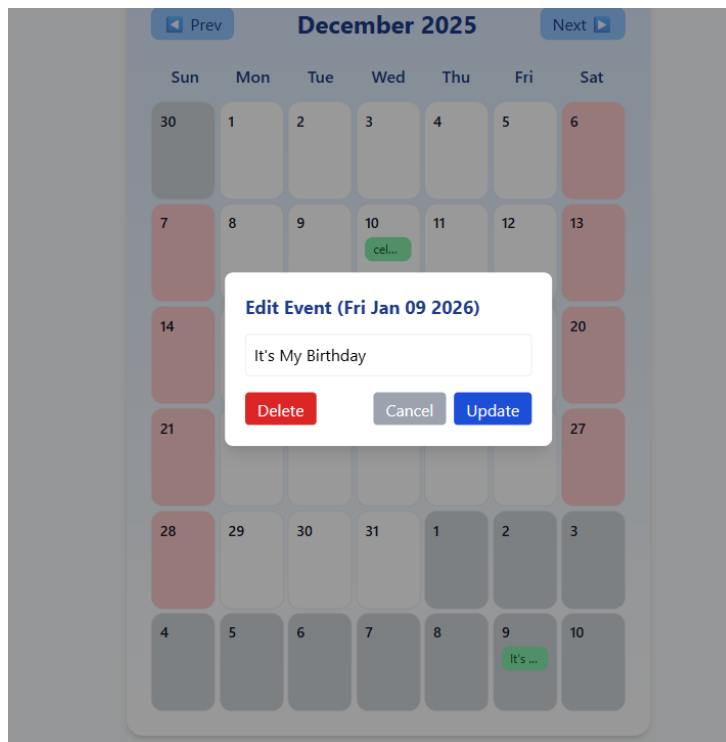 ◀ Prev December 2025 Next ▶
Sun Mon Tue Wed Thu Fri Sat
30 1 2 3 4 5 6
7 8 9 10 11 12 13
cel...
Edit Event (Fri Jan 09 2026)
14 20
It's My Birthday
Delete Cancel Update
21 27
28 29 30 31 1 2 3
4 5 6 7 8 9 10
It's ...